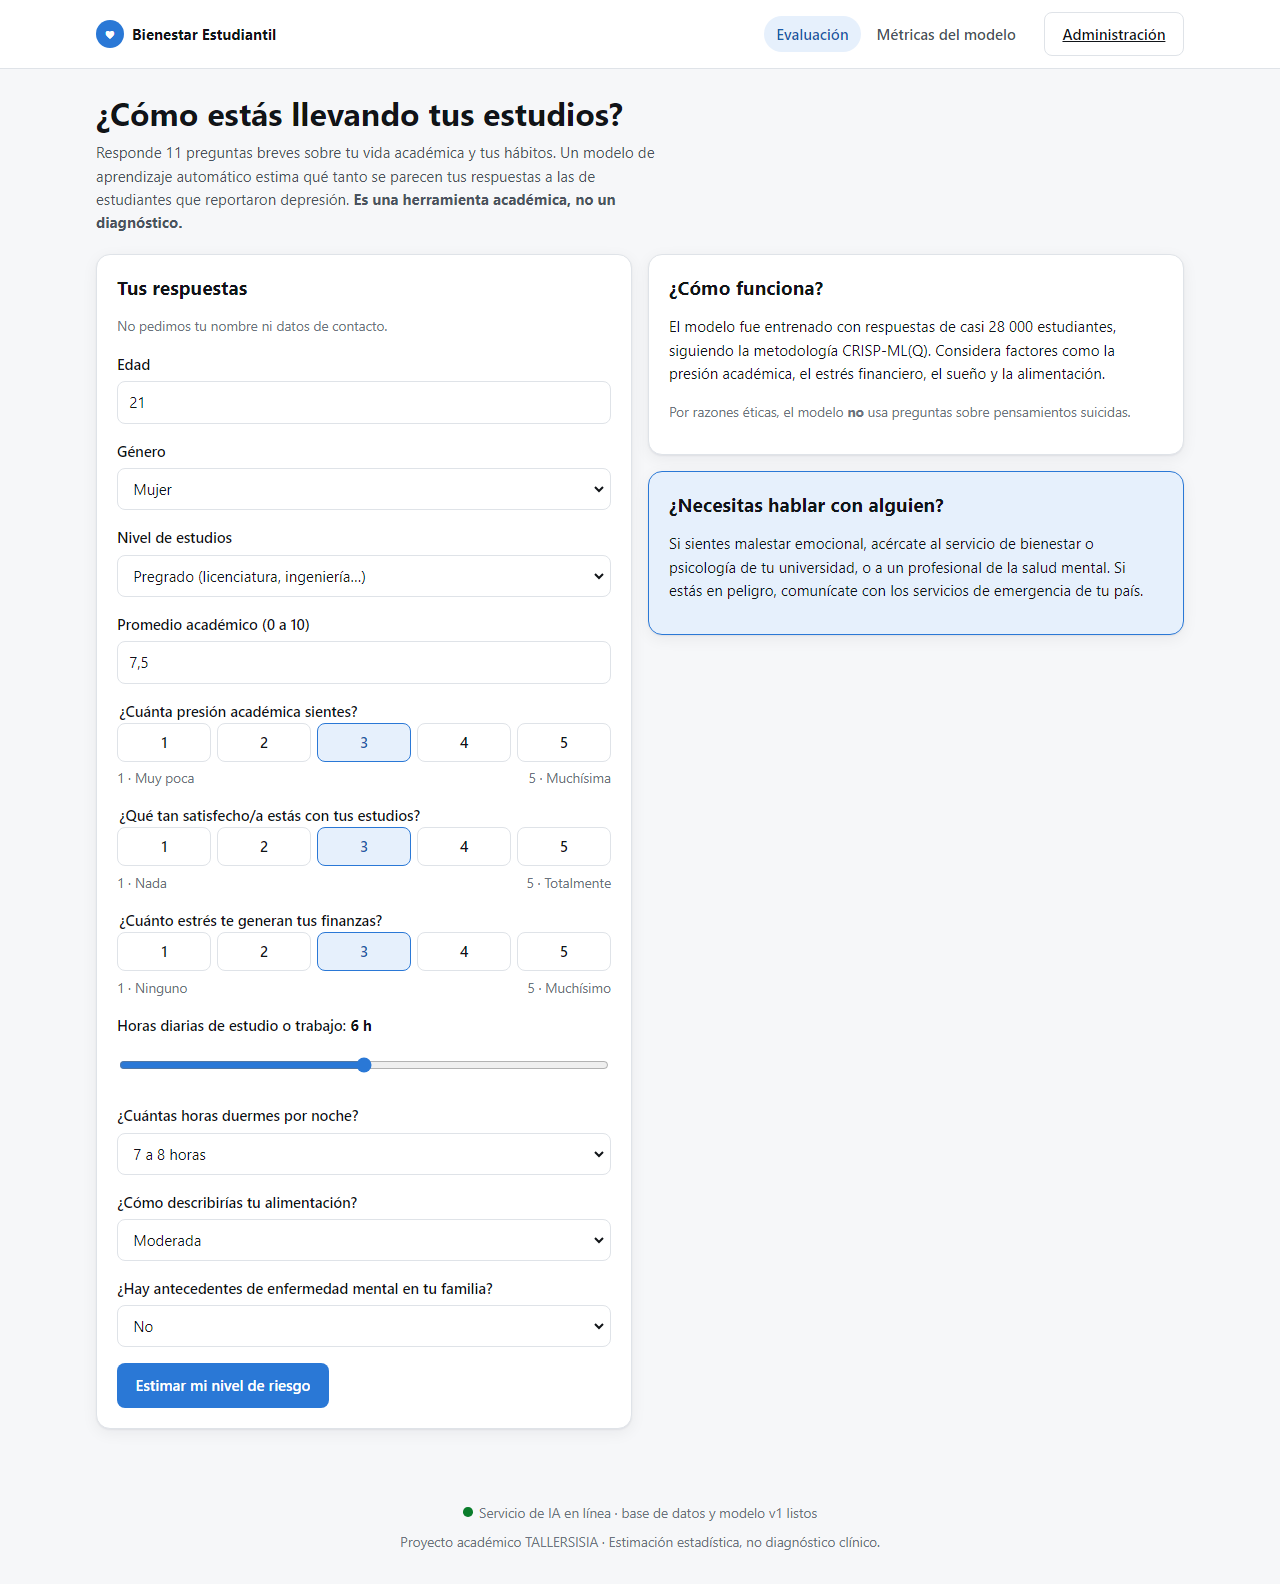 Bienestar Estudiantil
Evaluación
Métricas del modelo
Administración
¿Cómo estás llevando tus estudios?
Responde 11 preguntas breves sobre tu vida académica y tus hábitos. Un modelo de
aprendizaje automático estima qué tanto se parecen tus respuestas a las de
estudiantes que reportaron depresión. Es una herramienta académica, no un
diagnóstico.
Tus respuestas
No pedimos tu nombre ni datos de contacto.
Edad
21
Género
Mujer
Nivel de estudios
Pregrado (licenciatura, ingeniería...)
Promedio académico (0 a 10)
7,5
¿Cuánta presión académica sientes?
1 2 3 4 5
1 · Muy poca 5 · Muchísima
¿Qué tan satisfecho/a estás con tus estudios?
1 2 3 4 5
1 · Nada 5 · Totalmente
¿Cuánto estrés te generan tus finanzas?
1 2 3 4 5
1 · Ninguno 5 · Muchísimo
Horas diarias de estudio o trabajo: 6 h
¿Cuántas horas duermes por noche?
7 a 8 horas
¿Cómo describirías tu alimentación?
Moderada
¿Hay antecedentes de enfermedad mental en tu familia?
No
Estimar mi nivel de riesgo
¿Cómo funciona?
El modelo fue entrenado con respuestas de casi 28 000 estudiantes,
siguiendo la metodología CRISP-ML(Q). Considera factores como la
presión académica, el estrés financiero, el sueño y la alimentación.
Por razones éticas, el modelo no usa preguntas sobre pensamientos suicidas.
¿Necesitas hablar con alguien?
Si sientes malestar emocional, acércate al servicio de bienestar o
psicología de tu universidad, o a un profesional de la salud mental. Si
estás en peligro, comunícate con los servicios de emergencia de tu país.
Servicio de IA en línea · base de datos y modelo v1 listos
Proyecto académico TALLERSISIA · Estimación estadística, no diagnóstico clínico.